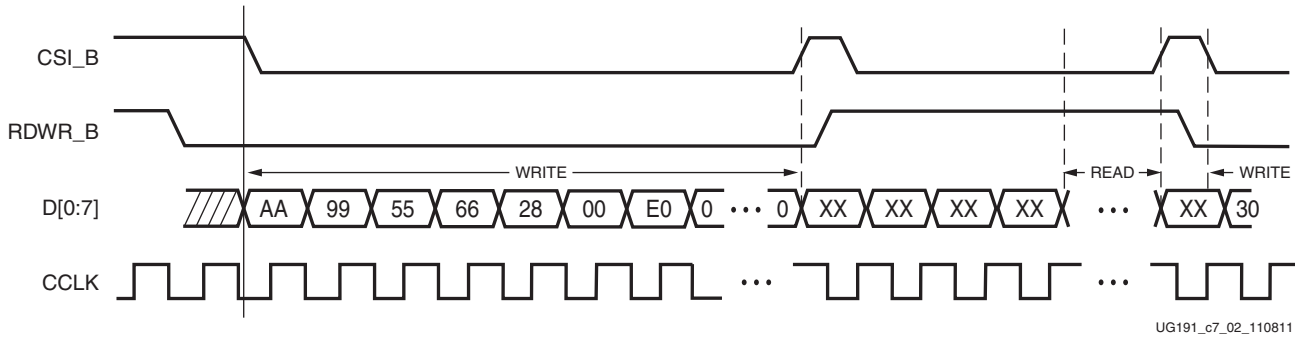 CSI_B
RDWR_B
WRITE READ WRITE
D[0:7] AA 99 55 66 28 00 E0 0 ••• 0 XX XX XX XX ••• XX 30
CCLK ••• •••
UG191_c7_02_110811